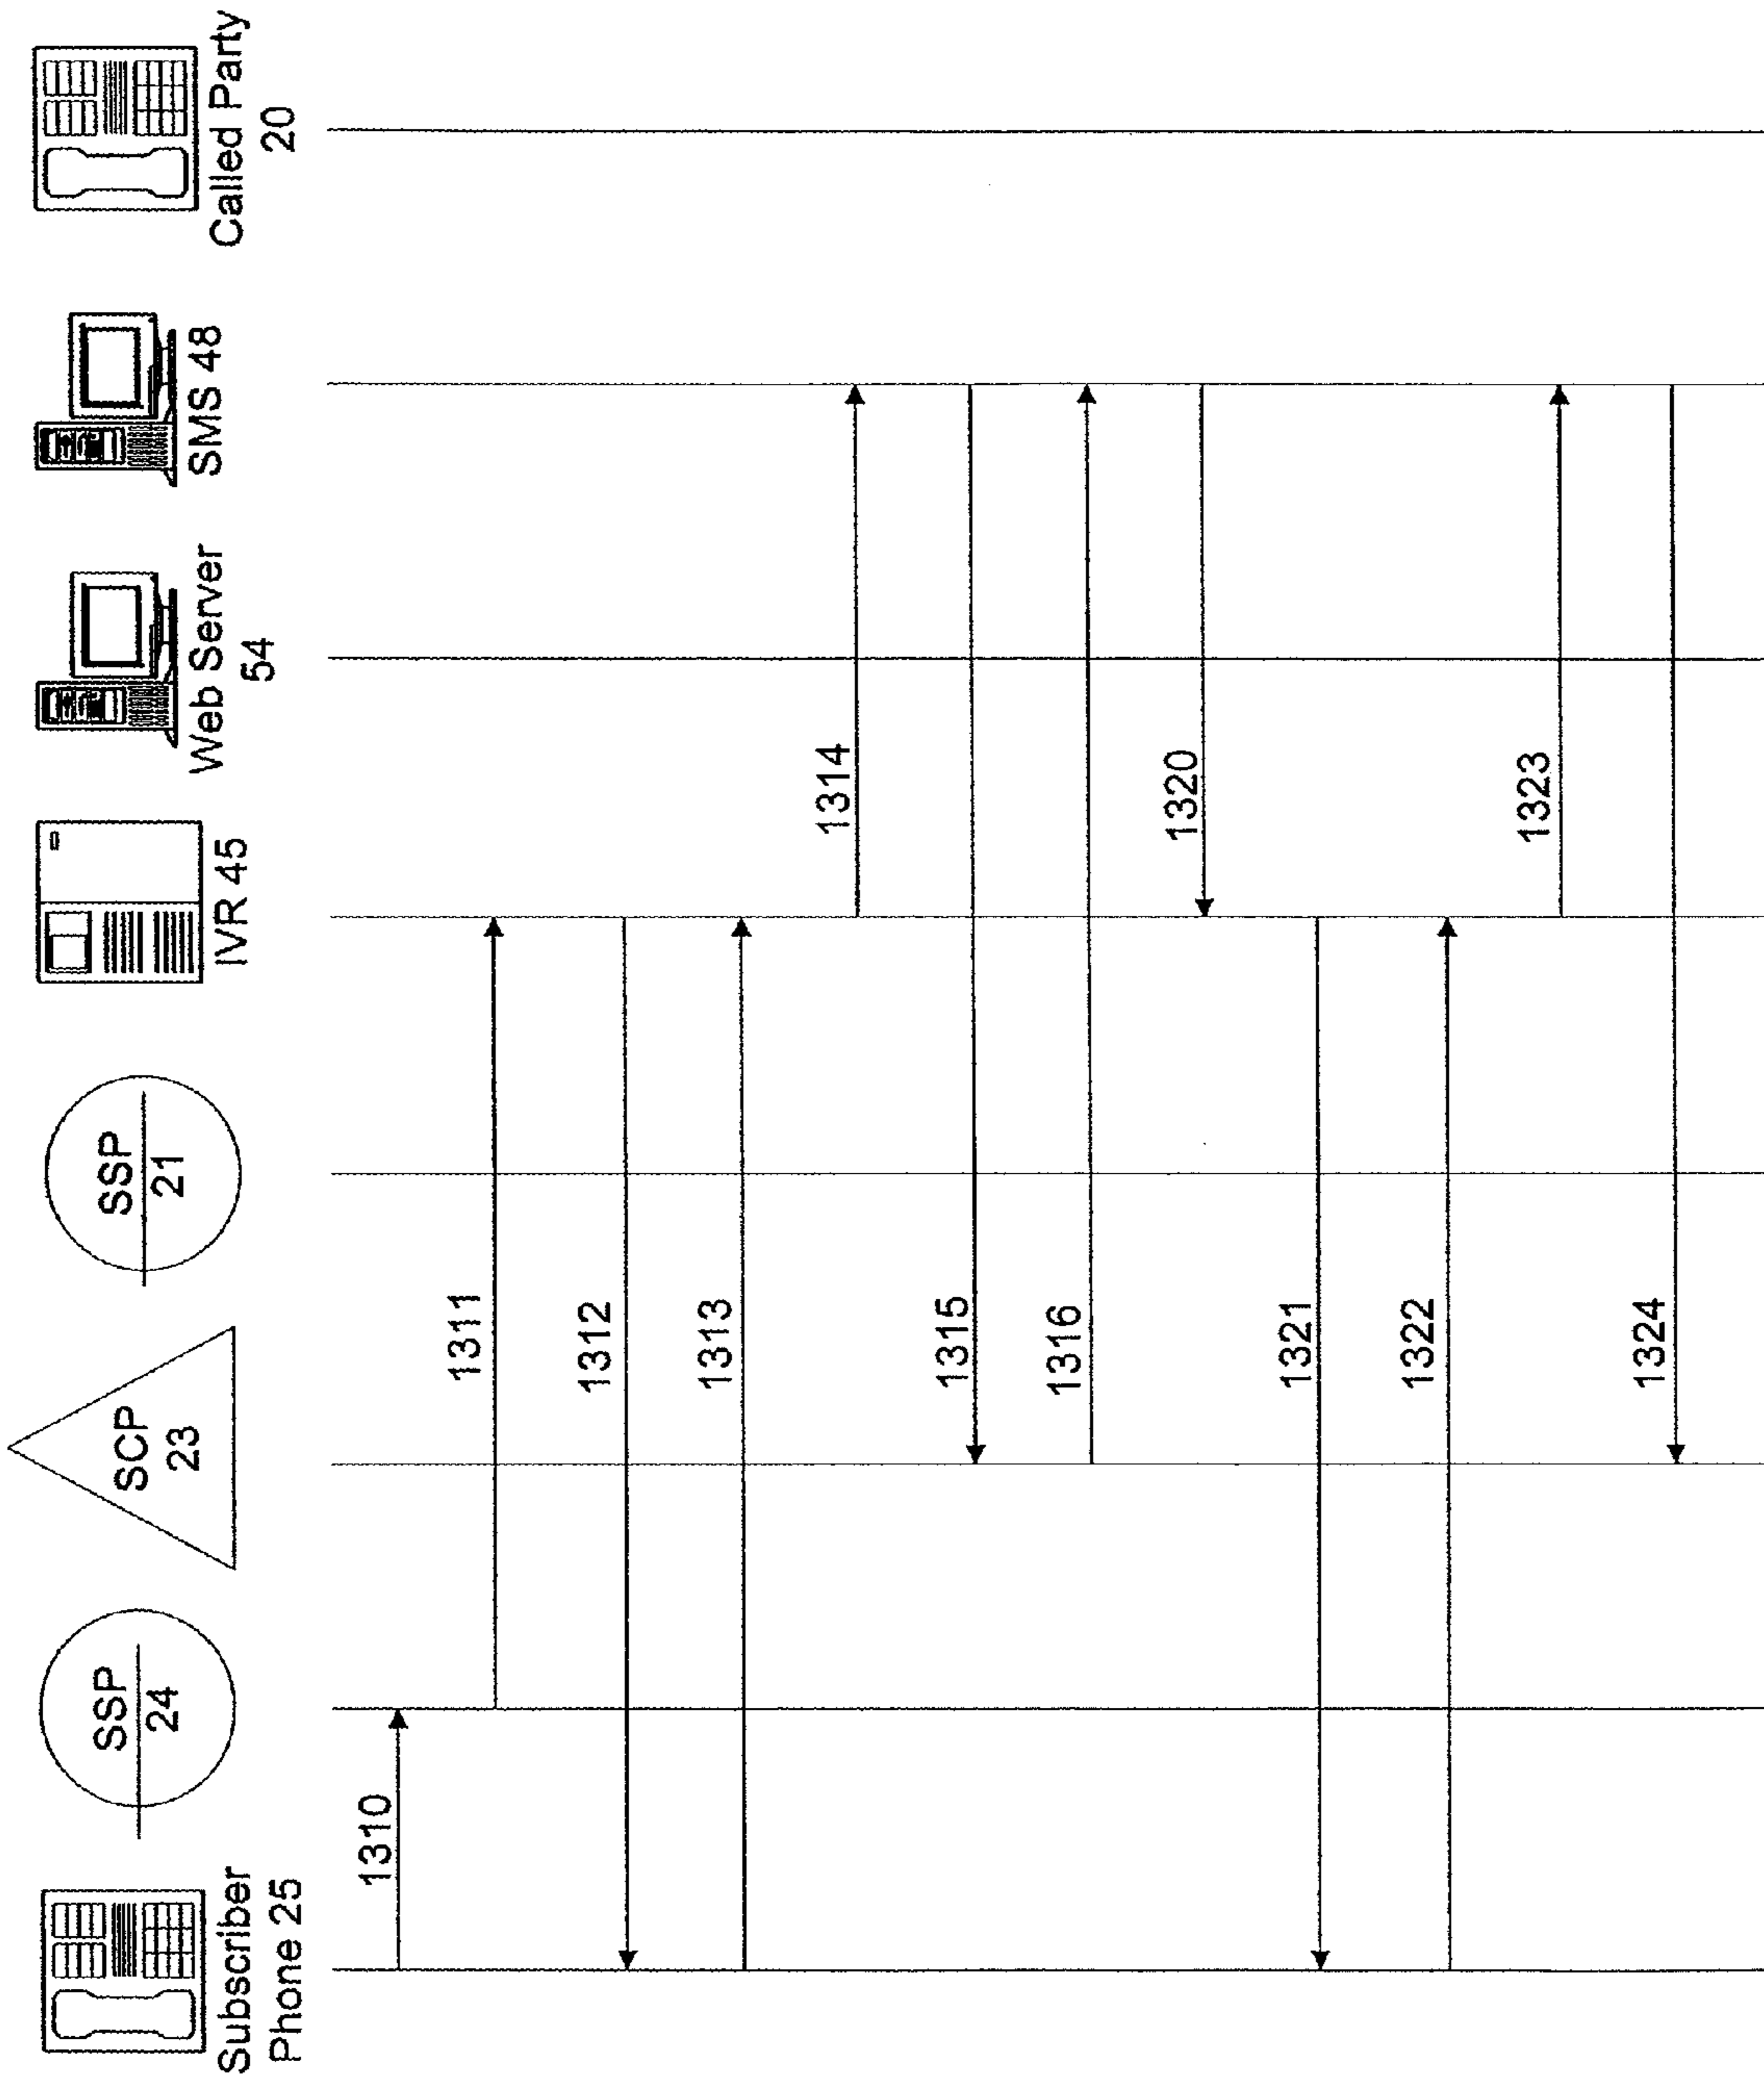 Subscriber
Phone 25
SSP
24
SCP
23
SSP
21
IVR 45
Web Server
54
SMS 48
Called Party
20
1310
1311
1312
1313
1314
1315
1316
1320
1321
1322
1323
1324